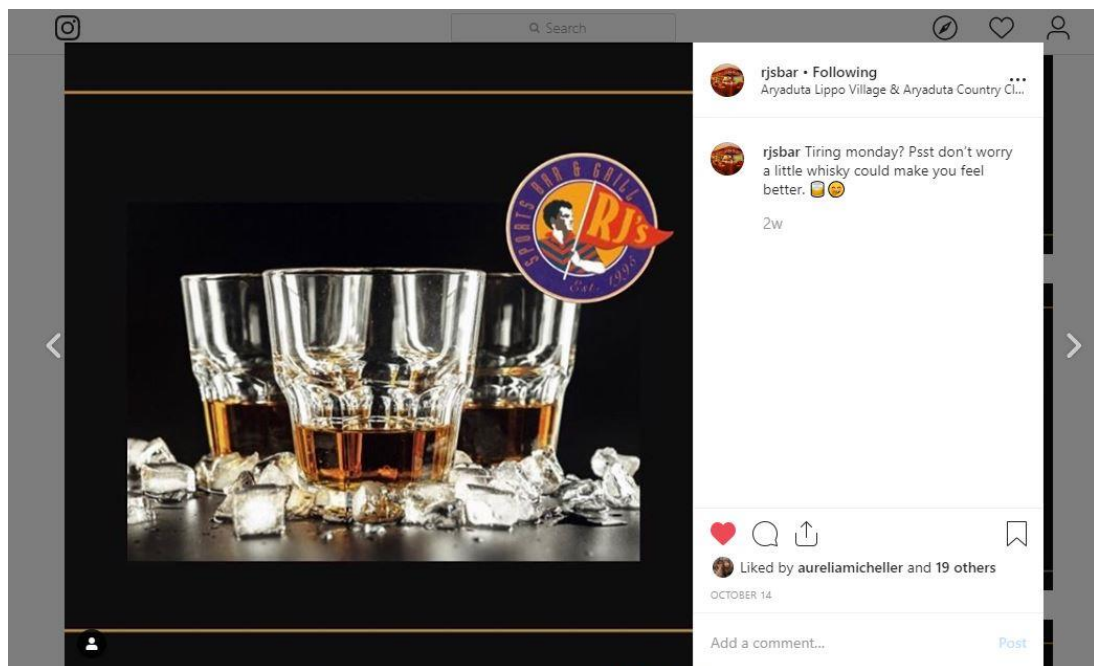 Search
SPORTS BAR & GRILL
RJ's
Est. 1995
rjsbar • Following
Aryaduta Lippo Village & Aryaduta Country Cl...
rjsbar Tiring monday? Psst don't worry
a little whisky could make you feel
better. 🥃😊
2w
Liked by aureliamicheller and 19 others
OCTOBER 14
Add a comment...
Post